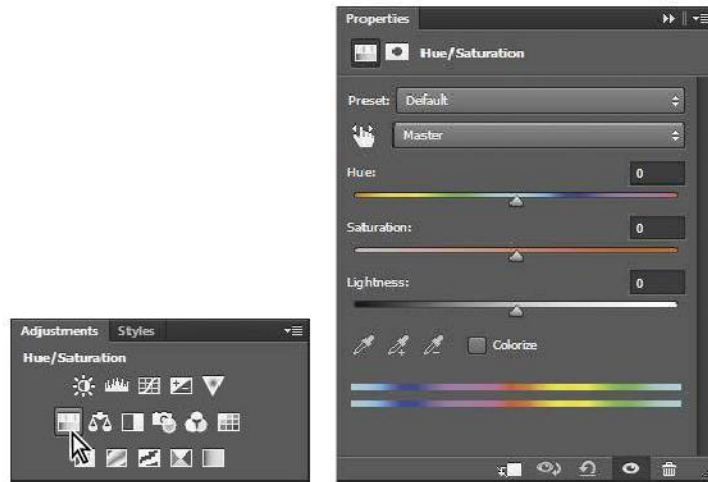 Adjustments Styles
Hue/Saturation
Properties
Hue/Saturation
Preset: Default
Master
Hue: 0
Saturation: 0
Lightness: 0
Colorize